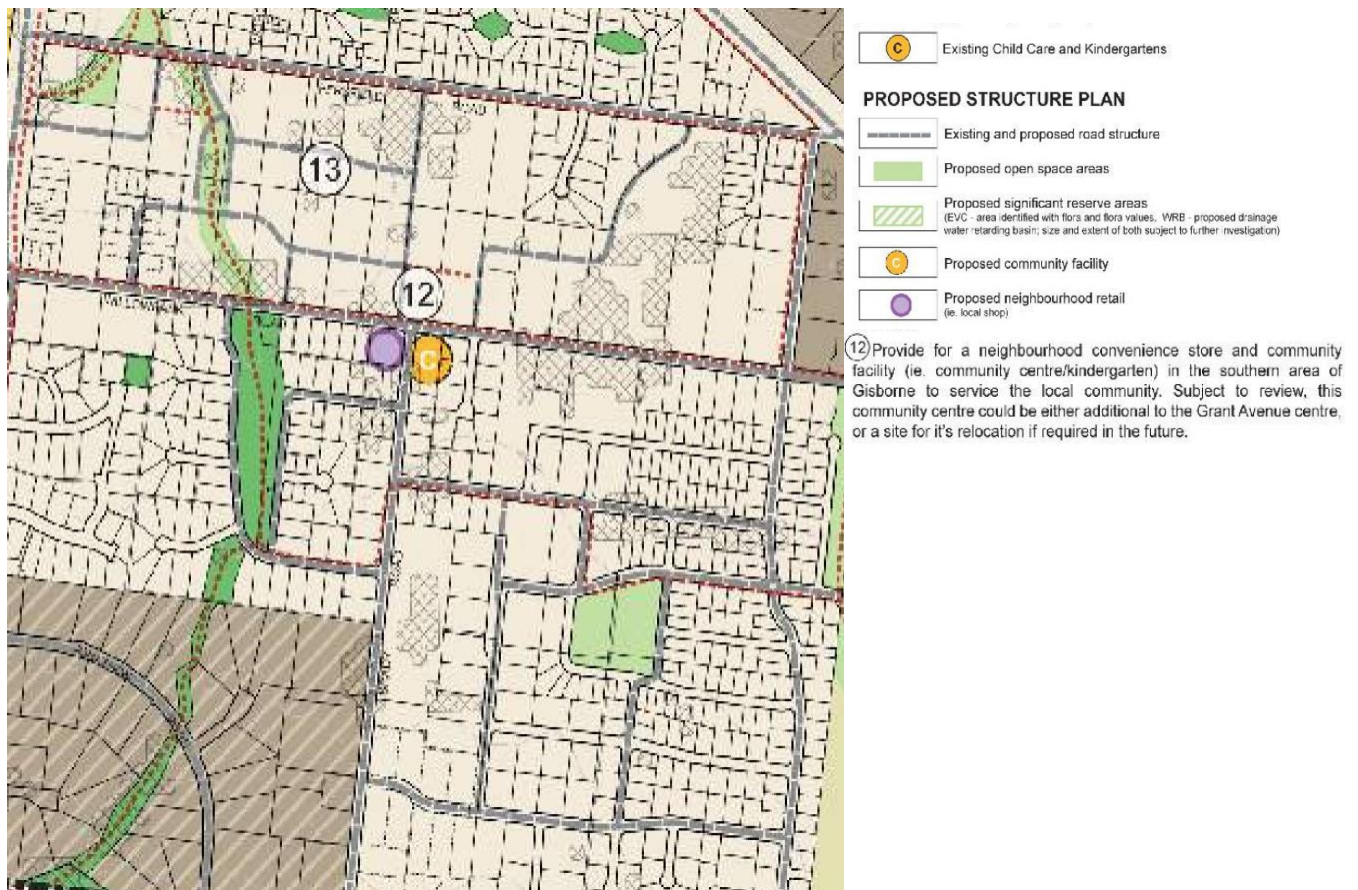 13
12
WILLOWBANK
ROAD
C
ROAD
C
Existing Child Care and Kindergartens
PROPOSED STRUCTURE PLAN
Existing and proposed road structure
Proposed open space areas
Proposed significant reserve areas
(EVC - area identified with flora and flora values, WRB - proposed drainage
water retarding basin; size and extent of both subject to further investigation)
C
Proposed community facility
Proposed neighbourhood retail
(ie. local shop)
12 Provide for a neighbourhood convenience store and community
facility (ie. community centre/kindergarten) in the southern area of
Gisborne to service the local community. Subject to review, this
community centre could be either additional to the Grant Avenue centre,
or a site for it's relocation if required in the future.